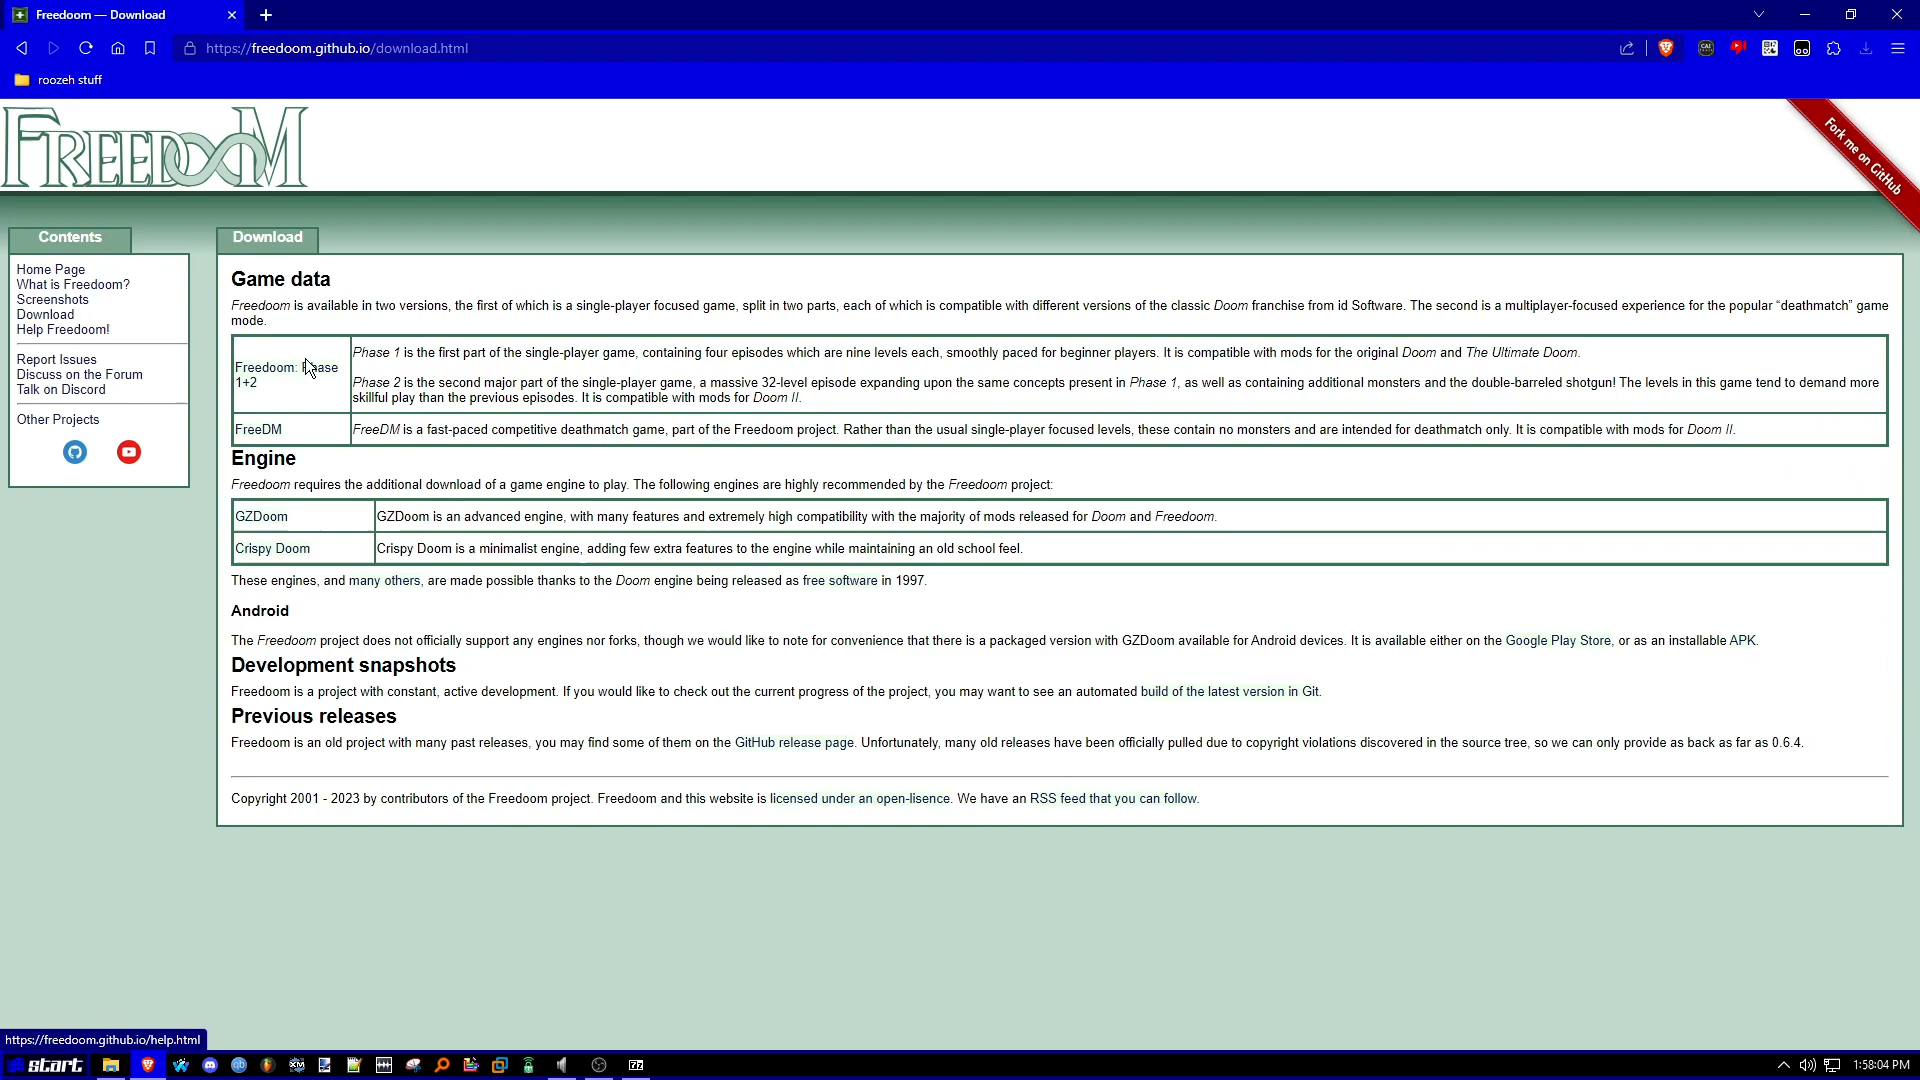 Freedoom — Download
https://freedoom.github.io/download.html
roozeh stuff
FREEDOOM
Fork me on GitHub
Contents
Home Page
What is Freedoom?
Screenshots
Download
Help Freedoom!
Report Issues
Discuss on the Forum
Talk on Discord
Other Projects
Download
Game data
Freedoom is available in two versions, the first of which is a single-player focused game, split in two parts, each of which is compatible with different versions of the classic Doom franchise from id Software. The second is a multiplayer-focused experience for the popular “deathmatch” game
mode.
Freedoom: Phase
1+2
Phase 1 is the first part of the single-player game, containing four episodes which are nine levels each, smoothly paced for beginner players. It is compatible with mods for the original Doom and The Ultimate Doom.
Phase 2 is the second major part of the single-player game, a massive 32-level episode expanding upon the same concepts present in Phase 1, as well as containing additional monsters and the double-barreled shotgun! The levels in this game tend to demand more
skillful play than the previous episodes. It is compatible with mods for Doom II.
FreeDM
FreeDM is a fast-paced competitive deathmatch game, part of the Freedoom project. Rather than the usual single-player focused levels, these contain no monsters and are intended for deathmatch only. It is compatible with mods for Doom II.
Engine
Freedoom requires the additional download of a game engine to play. The following engines are highly recommended by the Freedoom project:
GZDoom
GZDoom is an advanced engine, with many features and extremely high compatibility with the majority of mods released for Doom and Freedoom.
Crispy Doom
Crispy Doom is a minimalist engine, adding few extra features to the engine while maintaining an old school feel.
These engines, and many others, are made possible thanks to the Doom engine being released as free software in 1997.
Android
The Freedoom project does not officially support any engines nor forks, though we would like to note for convenience that there is a packaged version with GZDoom available for Android devices. It is available either on the Google Play Store, or as an installable APK.
Development snapshots
Freedoom is a project with constant, active development. If you would like to check out the current progress of the project, you may want to see an automated build of the latest version in Git.
Previous releases
Freedoom is an old project with many past releases, you may find some of them on the GitHub release page. Unfortunately, many old releases have been officially pulled due to copyright violations discovered in the source tree, so we can only provide as back as far as 0.6.4.
Copyright 2001 - 2023 by contributors of the Freedoom project. Freedoom and this website is licensed under an open-lisence. We have an RSS feed that you can follow.
https://freedoom.github.io/help.html
start
1:58:04 PM